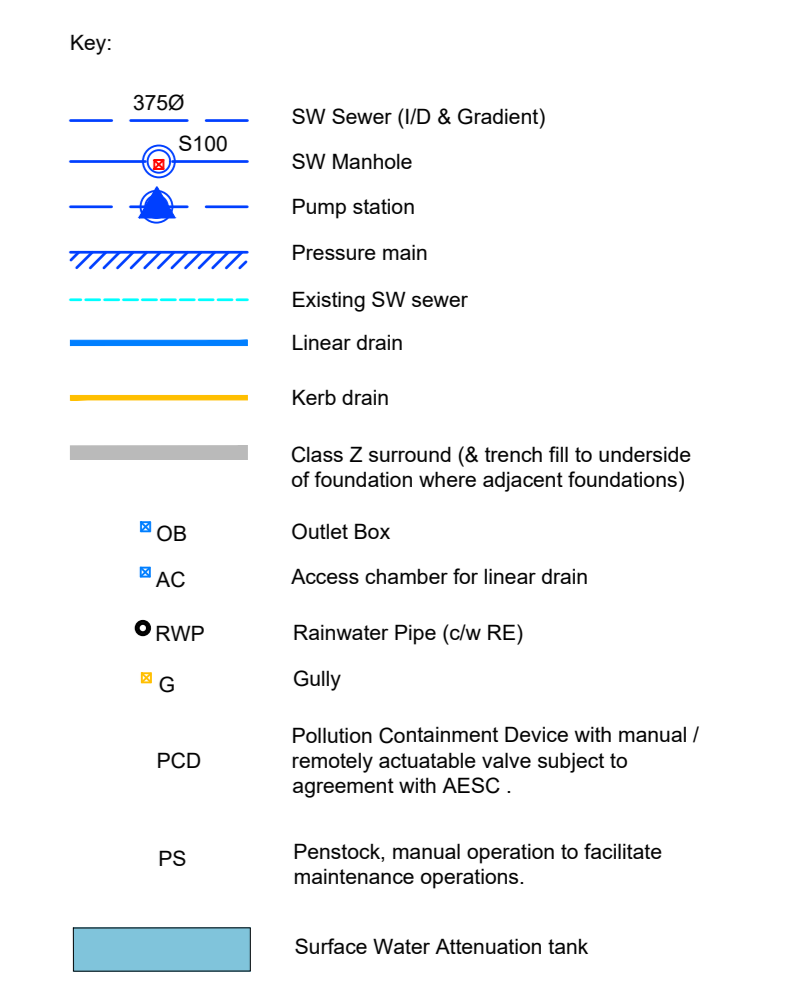 Key:
375Ø
SW Sewer (I/D & Gradient)
S100
SW Manhole
Pump station
Pressure main
Existing SW sewer
Linear drain
Kerb drain
Class Z surround (& trench fill to underside
of foundation where adjacent foundations)
OB
Outlet Box
AC
Access chamber for linear drain
RWP
Rainwater Pipe (c/w RE)
G
Gully
PCD
Pollution Containment Device with manual /
remotely actuatable valve subject to
agreement with AESC .
PS
Penstock, manual operation to facilitate
maintenance operations.
Surface Water Attenuation tank